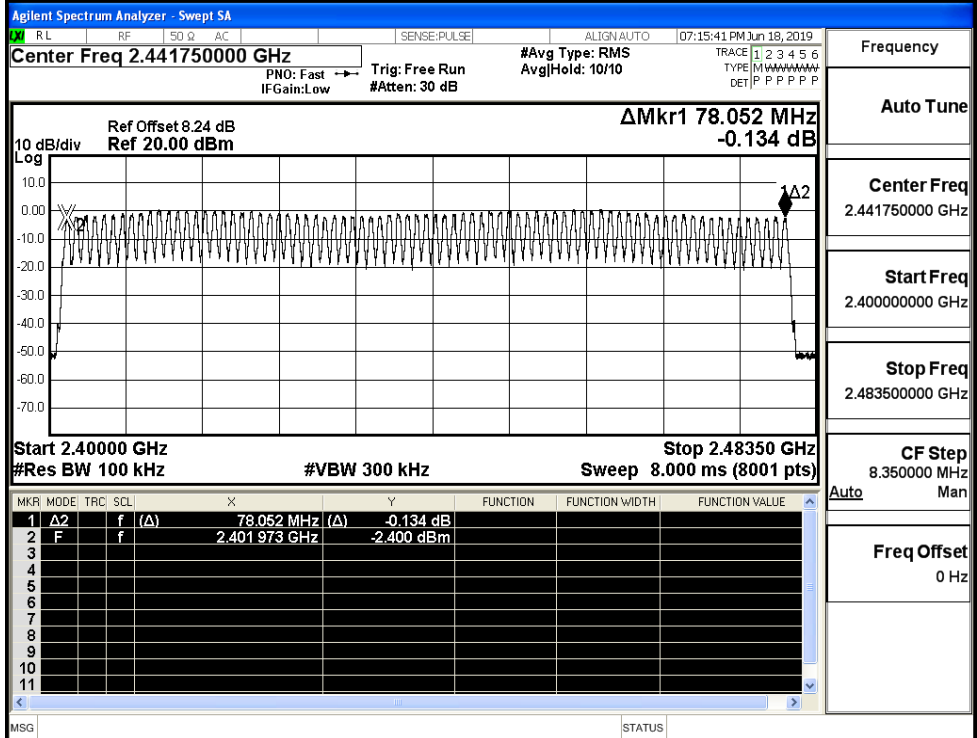 Agilent Spectrum Analyzer - Swept SA
LXI RL RF 50 Ω AC SENSE:PULSE ALIGN AUTO 07:15:41 PM Jun 18, 2019
Center Freq 2.441750000 GHz
PNO: Fast
IFGain:Low
Trig: Free Run
#Atten: 30 dB
#Avg Type: RMS
Avg|Hold: 10/10
TRACE 1 2 3 4 5 6
TYPE M WWWWW
DET P P P P P P
ΔMkr1 78.052 MHz
-0.134 dB
Ref Offset 8.24 dB
10 dB/div Ref 20.00 dBm
Log
10.0
0.00
-10.0
-20.0
-30.0
-40.0
-50.0
-60.0
-70.0
1Δ2
2
Start 2.40000 GHz Stop 2.48350 GHz
#Res BW 100 kHz #VBW 300 kHz Sweep 8.000 ms (8001 pts)
MKR MODE TRC SCL X Y FUNCTION FUNCTION WIDTH FUNCTION VALUE
1 Δ2 f (Δ) 78.052 MHz (Δ) -0.134 dB
2 F f 2.401 973 GHz -2.400 dBm
3
4
5
6
7
8
9
10
11
MSG STATUS
Frequency
Auto Tune
Center Freq
2.441750000 GHz
Start Freq
2.400000000 GHz
Stop Freq
2.483500000 GHz
CF Step
8.350000 MHz
Auto Man
Freq Offset
0 Hz